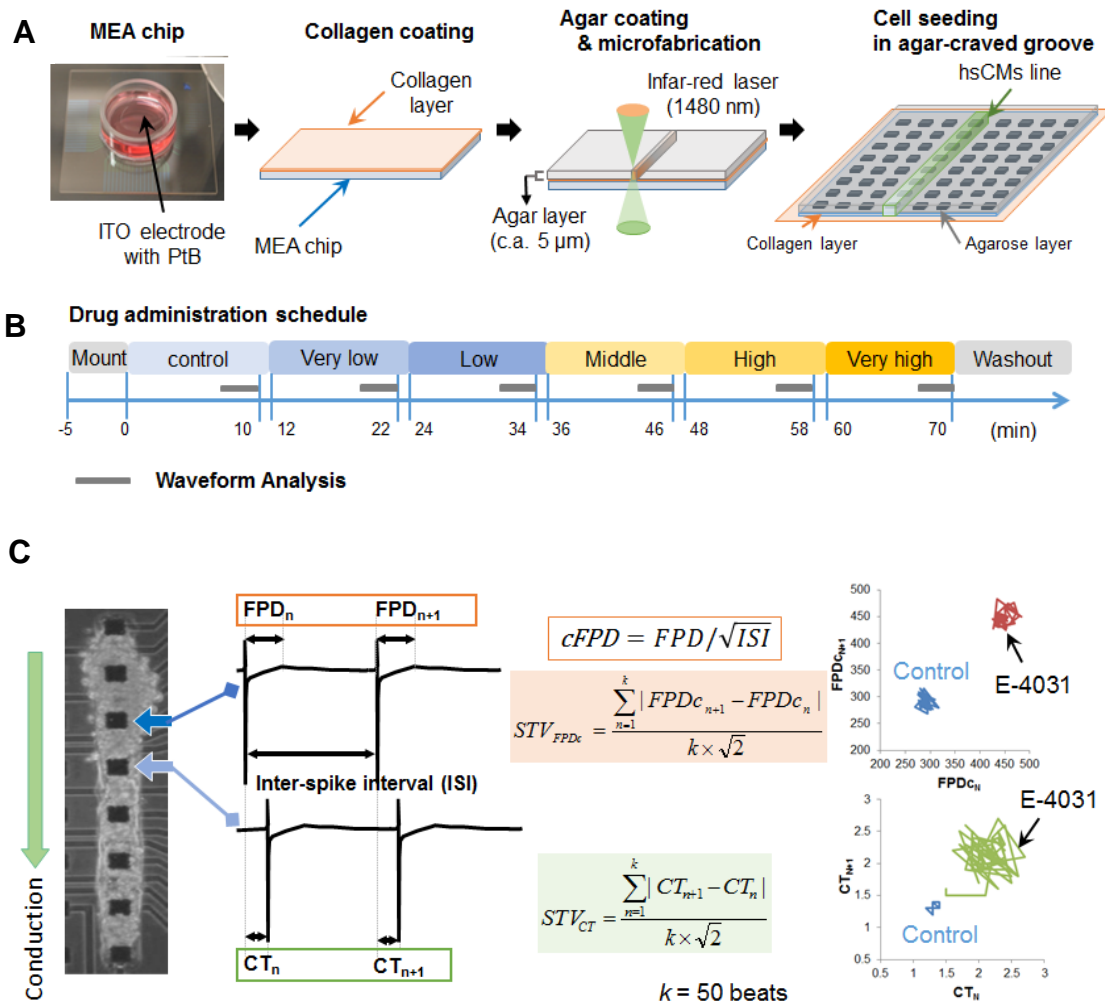 A
MEA chip
ITO electrode
with PtB
Collagen coating
Collagen
layer
MEA chip
Agar coating
& microfabrication
Infar-red laser
(1480 nm)
Agar layer
(c.a. 5 µm)
Cell seeding
in agar-craved groove
hsCMs line
Collagen layer
Agarose layer
B
Drug administration schedule
Mount control Very low Low Middle High Very high Washout
-5 0 10 12 22 24 34 36 46 48 58 60 70 (min)
Waveform Analysis
C
Conduction
FPDn FPDn+1
Inter-spike interval (ISI)
CTn CTn+1
cFPD = FPD/√ISI
STV_FPDc = ∑_{n=1}^{k} | FPDc_{n+1} − FPDc_n | / k × √2
STV_CT = ∑_{n=1}^{k} | CT_{n+1} − CT_n | / k × √2
k = 50 beats
500
450
400
350
300
250
200
FPDcN+1
Control
E-4031
200 250 300 350 400 450 500
FPDcN
3
2.5
2
1.5
1
0.5
CTN+1
E-4031
Control
0.5 1 1.5 2 2.5 3
CTN